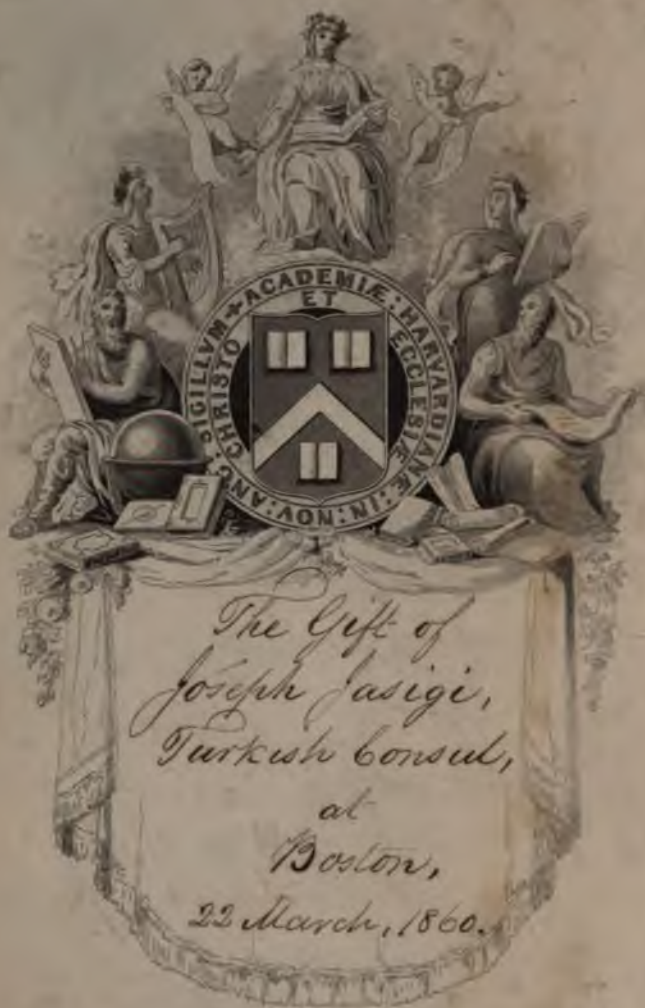 SIGILLVM ✢ ACADEMIÆ : HARVARDIANÆ : IN : NOV : ANG :
CHRISTO ET ECCLESIÆ
The Gift of
Joseph Jasigi,
Turkish Consul,
at
Boston,
22 March, 1860.